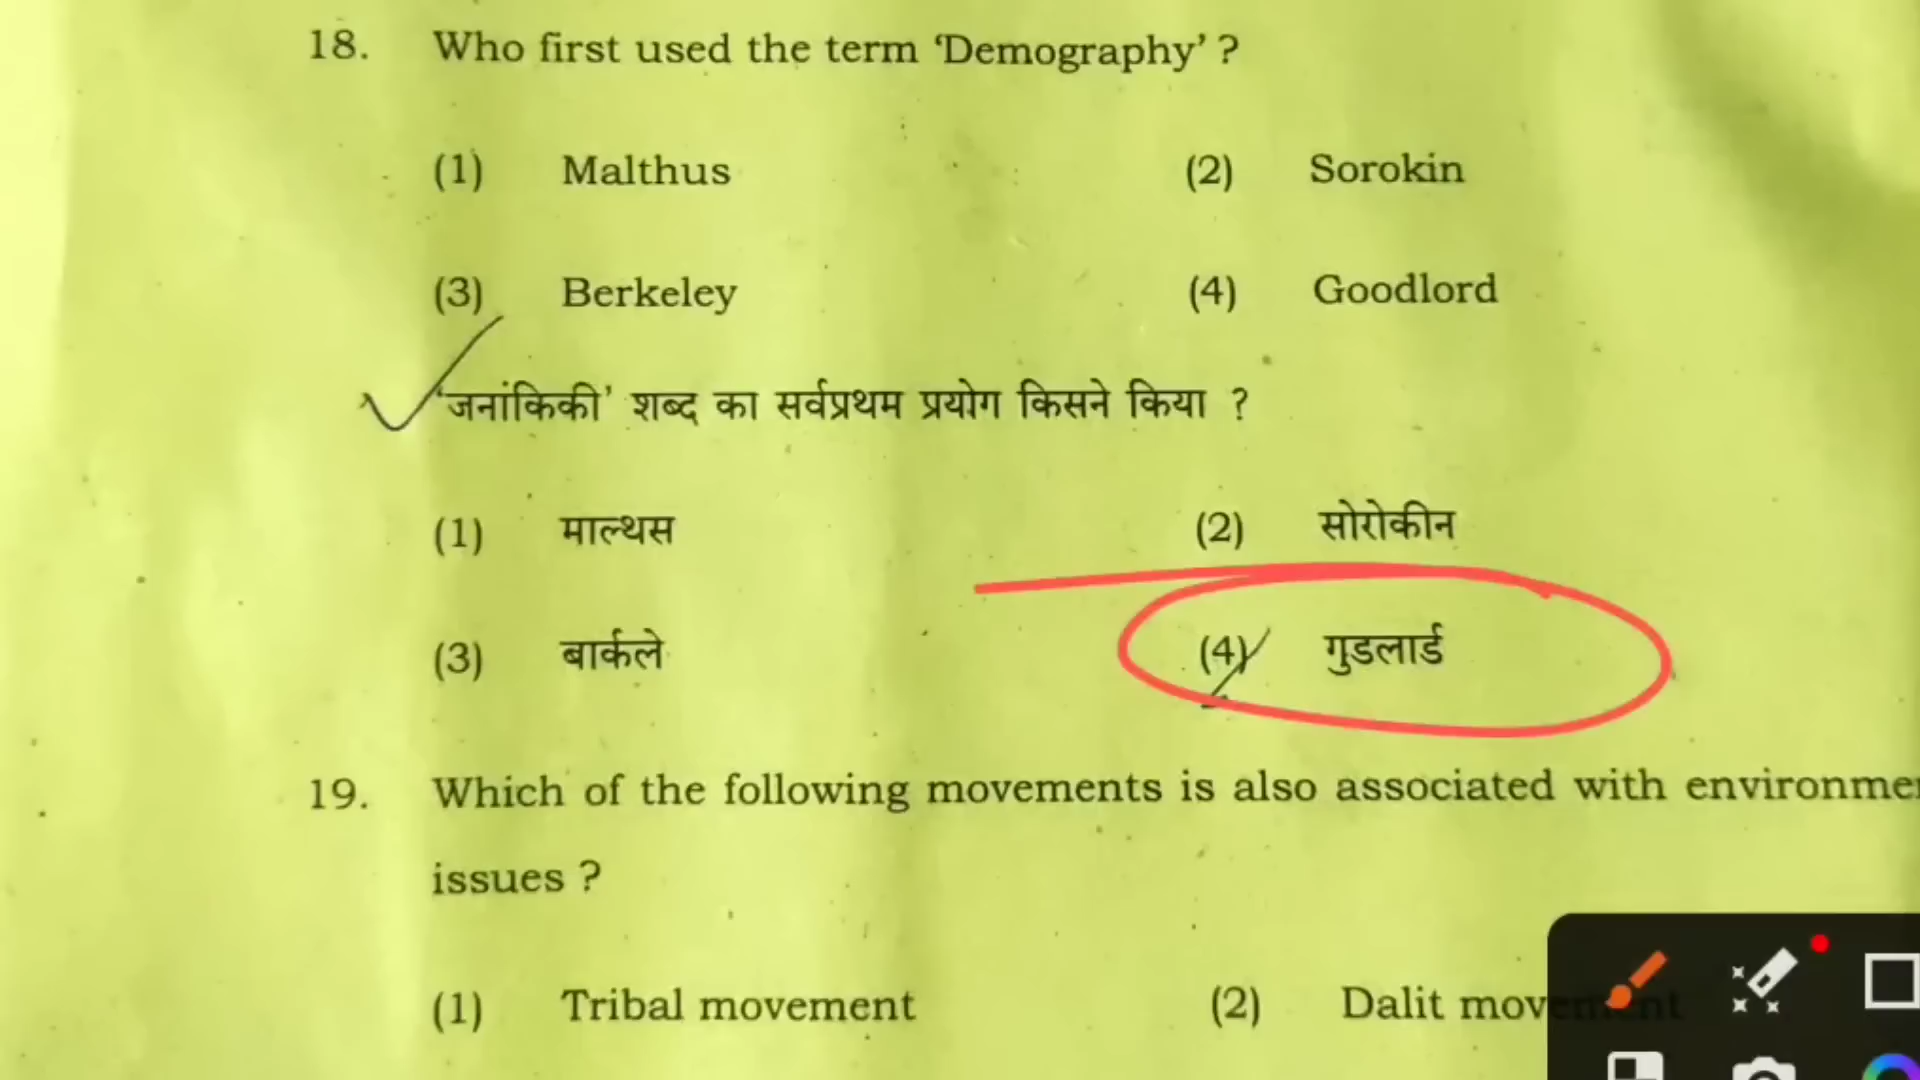 18. Who first used the term ‘Demography’ ?
(1) Malthus (2) Sorokin
(3) Berkeley (4) Goodlord
‘जनांकिकी’ शब्द का सर्वप्रथम प्रयोग किसने किया ?
(1) माल्थस (2) सोरोकीन
(3) बार्कले (4) गुडलार्ड
19. Which of the following movements is also associated with
issues ?
(1) Tribal movement (2) Dalit movement